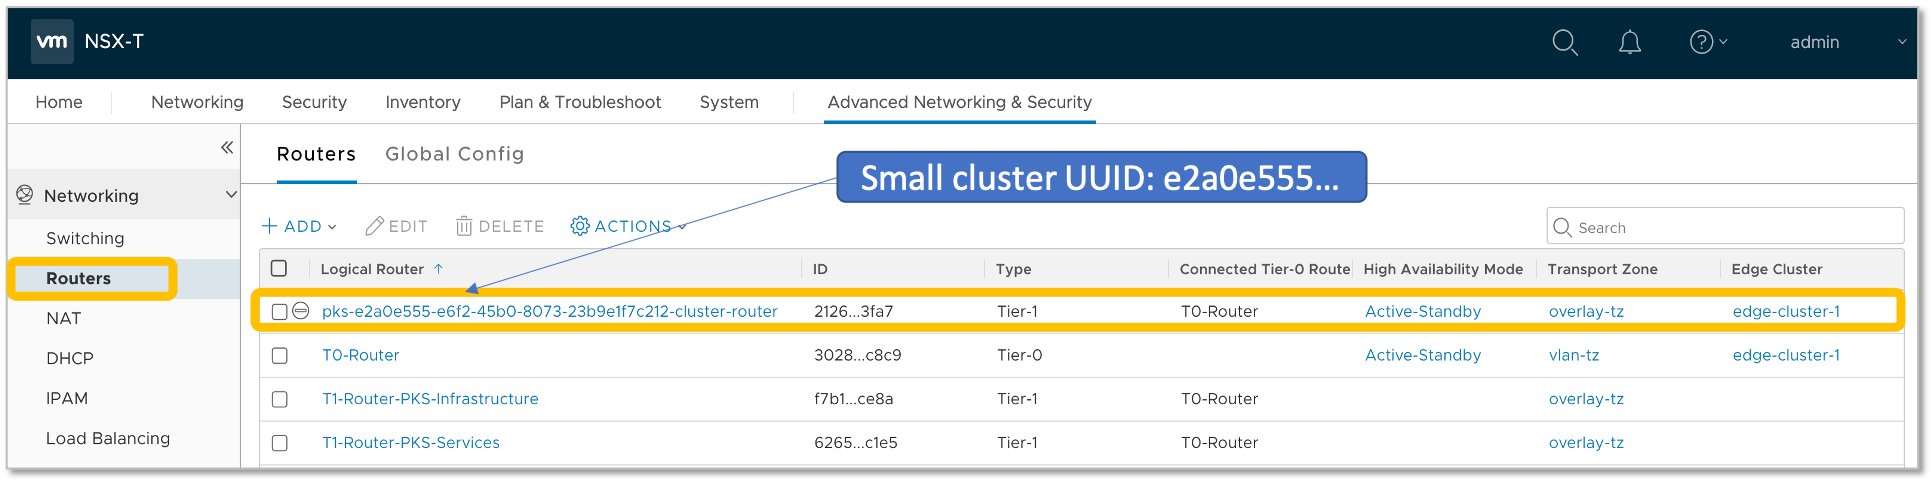 vm NSX-T admin
Home Networking Security Inventory Plan & Troubleshoot System Advanced Networking & Security
Routers Global Config
Small cluster UUID: e2a0e555...
Networking
Switching
Routers
NAT
DHCP
IPAM
Load Balancing
+ ADD EDIT DELETE ACTIONS Search
Logical Router ↑ ID Type Connected Tier-0 Route High Availability Mode Transport Zone Edge Cluster
pks-e2a0e555-e6f2-45b0-8073-23b9e1f7c212-cluster-router 2126...3fa7 Tier-1 T0-Router Active-Standby overlay-tz edge-cluster-1
T0-Router 3028...c8c9 Tier-0 Active-Standby vlan-tz edge-cluster-1
T1-Router-PKS-Infrastructure f7b1...ce8a Tier-1 T0-Router overlay-tz
T1-Router-PKS-Services 6265...c1e5 Tier-1 T0-Router overlay-tz